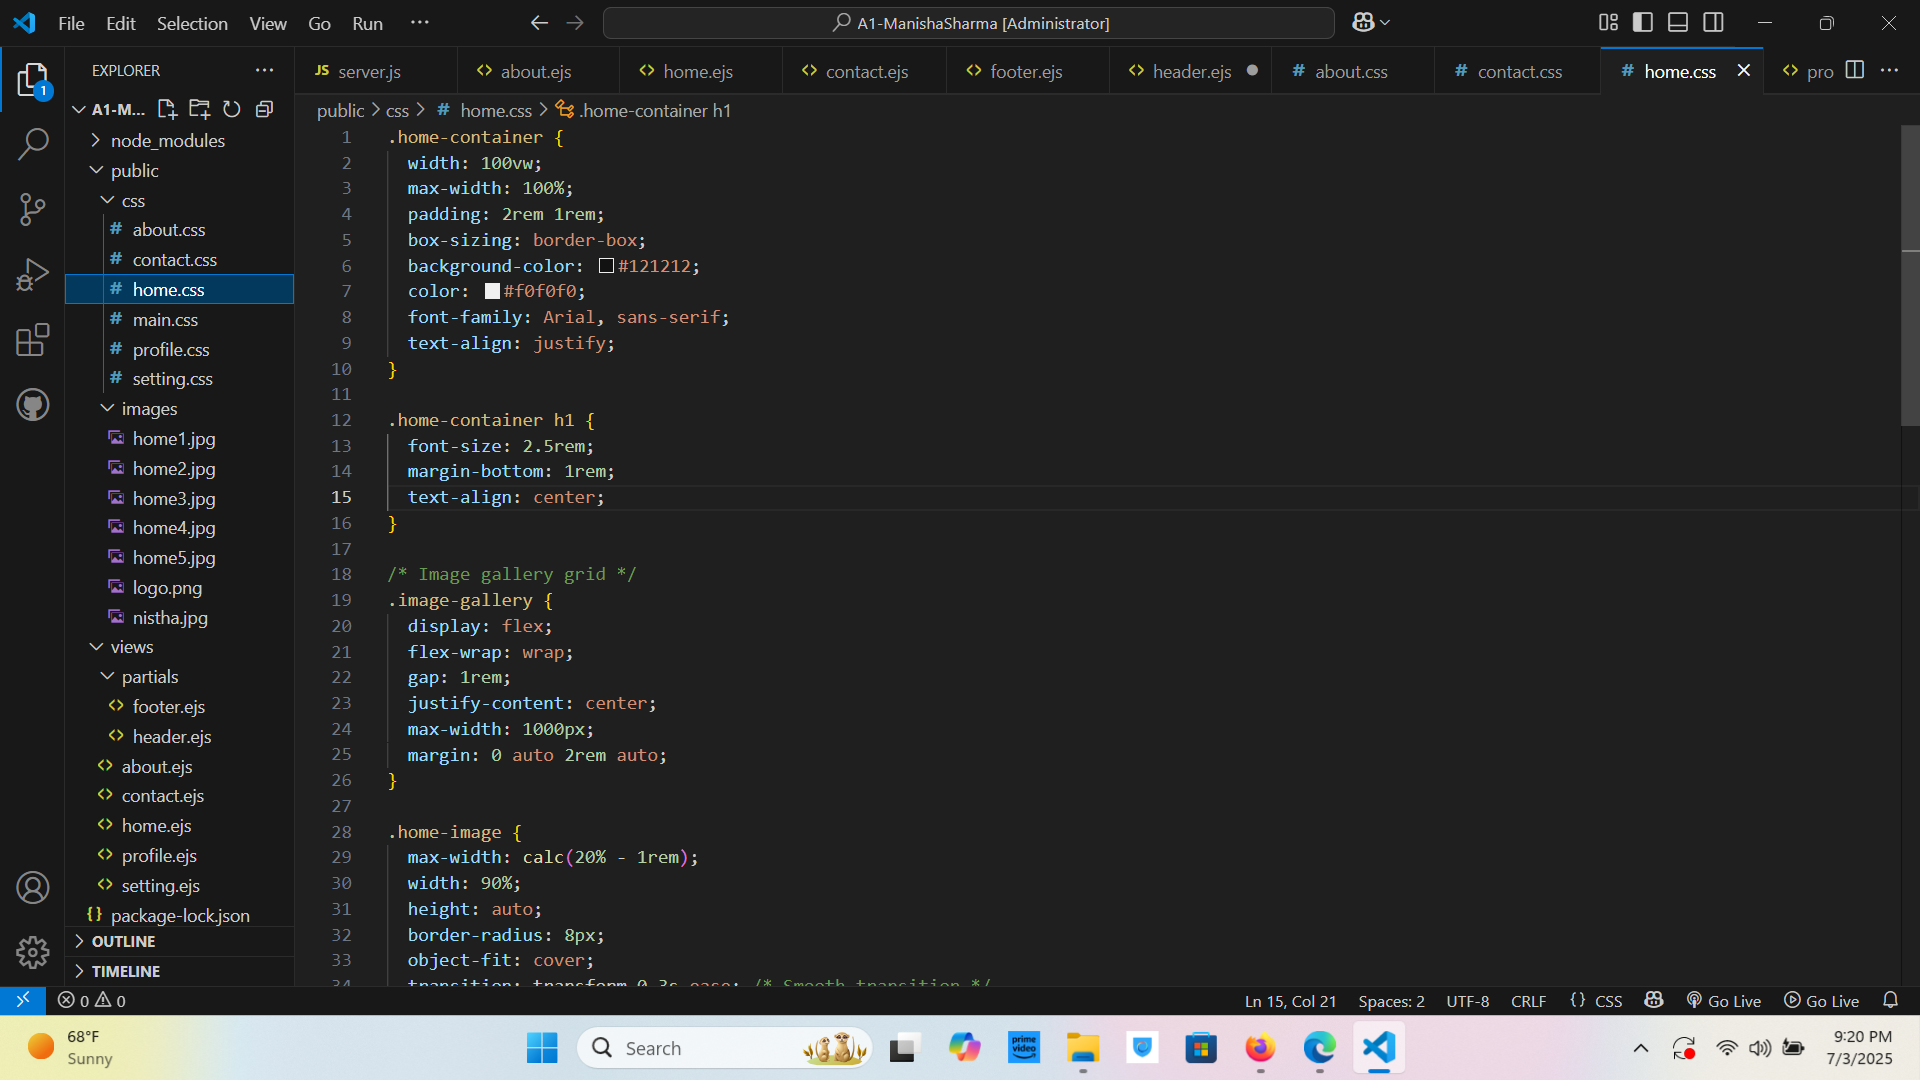 File Edit Selection View Go Run ···
A1-ManishaSharma [Administrator]
EXPLORER
JS server.js
about.ejs
home.ejs
contact.ejs
footer.ejs
header.ejs
# about.css
# contact.css
# home.css
pro
A1-M...
public > css > # home.css > .home-container h1
node_modules
public
css
# about.css
# contact.css
# home.css
# main.css
# profile.css
# setting.css
images
home1.jpg
home2.jpg
home3.jpg
home4.jpg
home5.jpg
logo.png
nistha.jpg
views
partials
<> footer.ejs
<> header.ejs
<> about.ejs
<> contact.ejs
<> home.ejs
<> profile.ejs
<> setting.ejs
{} package-lock.json
OUTLINE
TIMELINE
1 .home-container {
2 width: 100vw;
3 max-width: 100%;
4 padding: 2rem 1rem;
5 box-sizing: border-box;
6 background-color: #121212;
7 color: #f0f0f0;
8 font-family: Arial, sans-serif;
9 text-align: justify;
10 }
11
12 .home-container h1 {
13 font-size: 2.5rem;
14 margin-bottom: 1rem;
15 text-align: center;
16 }
17
18 /* Image gallery grid */
19 .image-gallery {
20 display: flex;
21 flex-wrap: wrap;
22 gap: 1rem;
23 justify-content: center;
24 max-width: 1000px;
25 margin: 0 auto 2rem auto;
26 }
27
28 .home-image {
29 max-width: calc(20% - 1rem);
30 width: 90%;
31 height: auto;
32 border-radius: 8px;
33 object-fit: cover;
34 transition: transform 0.3s ease; /* Smooth transition */
1
0 0
Ln 15, Col 21
Spaces: 2
UTF-8
CRLF
{} CSS
Go Live
Go Live
68°F
Sunny
Search
prime video
9:20 PM
7/3/2025